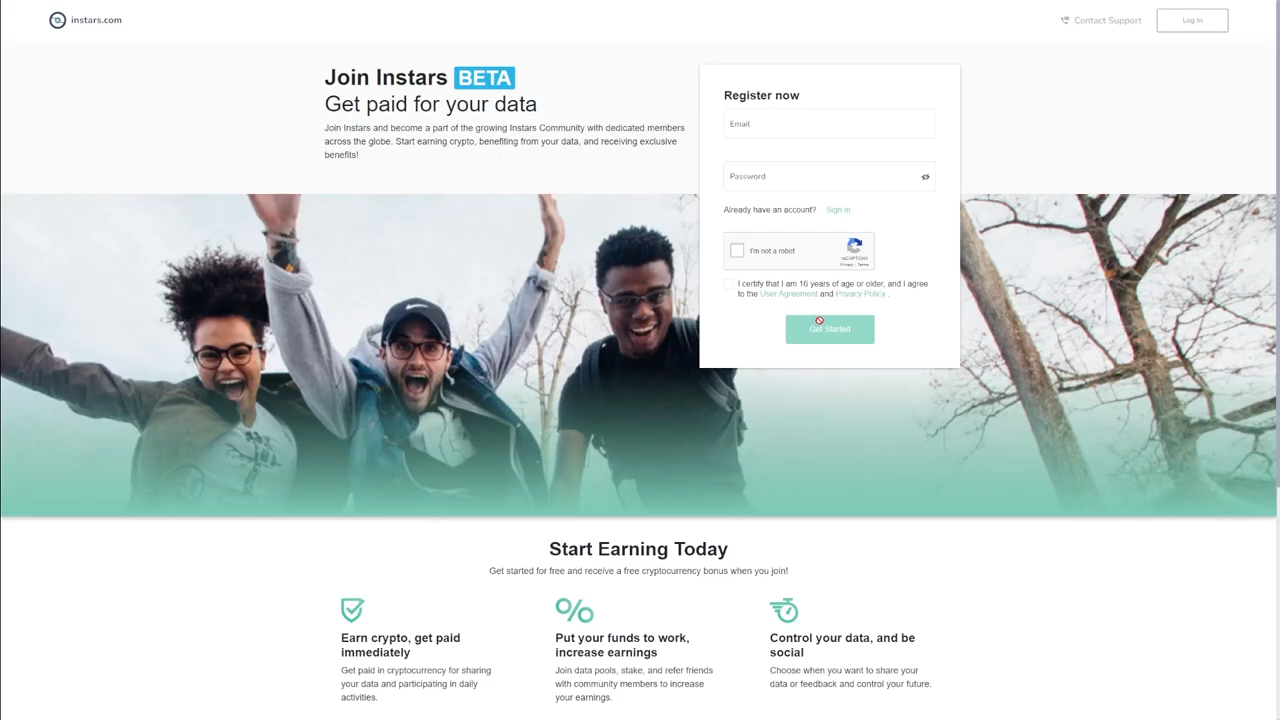 instars.com
Contact Support
Log In
Join Instars BETA
Get paid for your data
Join Instars and become a part of the growing Instars Community with dedicated members
across the globe. Start earning crypto, benefiting from your data, and receiving exclusive
benefits!
Register now
Email
Password
Already have an account? Sign in
I'm not a robot
reCAPTCHA
Privacy - Terms
I certify that I am 16 years of age or older, and I agree
to the User Agreement and Privacy Policy .
Get Started
Start Earning Today
Get started for free and receive a free cryptocurrency bonus when you join!
Earn crypto, get paid
immediately
Get paid in cryptocurrency for sharing
your data and participating in daily
activities.
Put your funds to work,
increase earnings
Join data pools, stake, and refer friends
with community members to increase
your earnings.
Control your data, and be
social
Choose when you want to share your
data or feedback and control your future.